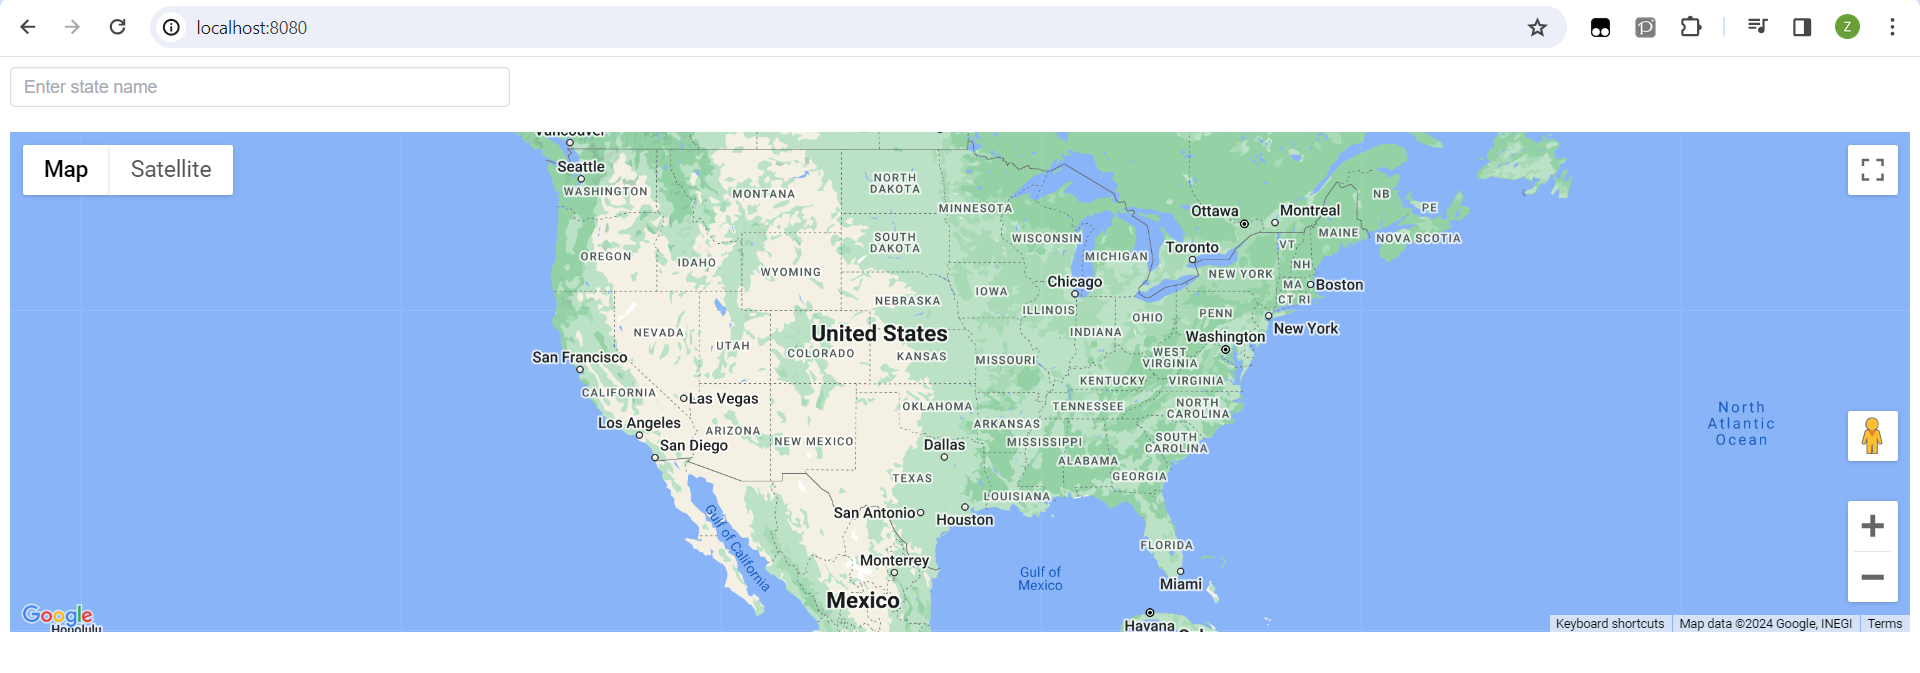 localhost:8080
Z
Enter state name
Map
Satellite
Vancouver
Seattle
WASHINGTON
MONTANA
NORTH
DAKOTA
MINNESOTA
Ottawa
Montreal
NB
PE
MAINE
NOVA SCOTIA
OREGON
IDAHO
WYOMING
SOUTH
DAKOTA
WISCONSIN
MICHIGAN
Toronto
VT
NH
NEW YORK
MA
Boston
CT RI
Chicago
IOWA
NEBRASKA
ILLINOIS
INDIANA
OHIO
PENN
New York
Washington
United States
NEVADA
UTAH
COLORADO
KANSAS
MISSOURI
WEST
VIRGINIA
KENTUCKY
VIRGINIA
San Francisco
CALIFORNIA
Las Vegas
Los Angeles
San Diego
ARIZONA
NEW MEXICO
OKLAHOMA
ARKANSAS
TENNESSEE
NORTH
CAROLINA
MISSISSIPPI
SOUTH
CAROLINA
ALABAMA
GEORGIA
Dallas
TEXAS
LOUISIANA
San Antonio
Houston
North
Atlantic
Ocean
Gulf of California
FLORIDA
Monterrey
Gulf of
Mexico
Miami
Mexico
Havana
Google
Honolulu
Keyboard shortcuts
Map data ©2024 Google, INEGI
Terms